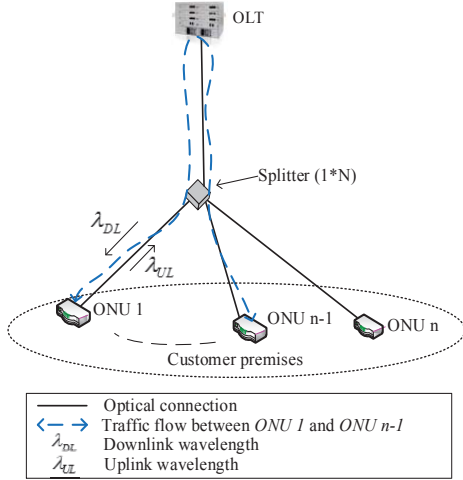 OLT
Splitter (1*N)
λDL
λUL
ONU 1
ONU n-1
ONU n
Customer premises
Optical connection
Traffic flow between ONU 1 and ONU n-1
λDL Downlink wavelength
λUL Uplink wavelength